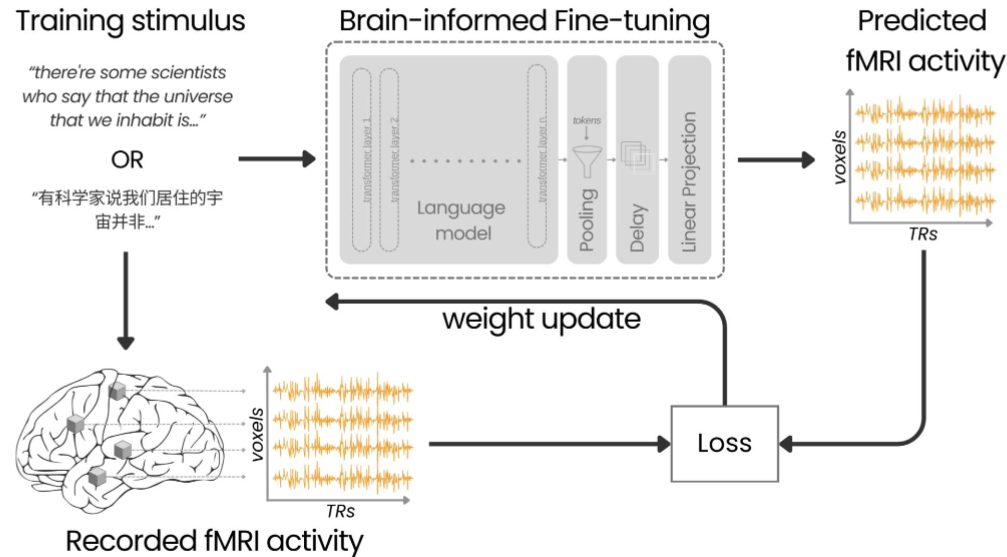 Training stimulus
Brain-informed Fine-tuning
Predicted
fMRI activity
“there're some scientists
who say that the universe
that we inhabit is...”
OR
“有科学家说我们居住的宇
宙并非...”
transformer layer 1
transformer layer 2
transformer layer n
Language
model
tokens
Pooling
Delay
Linear Projection
voxels
TRs
weight update
voxels
TRs
Loss
Recorded fMRI activity